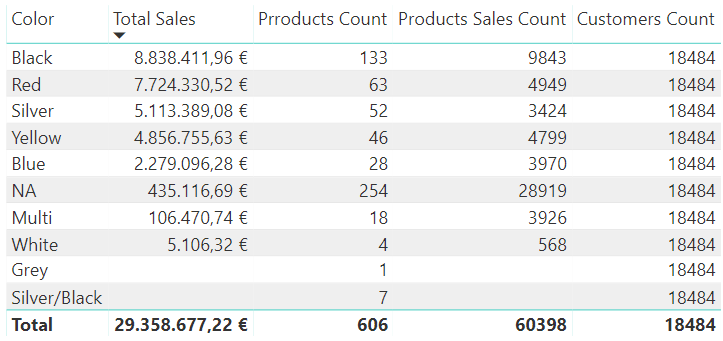 Color Total Sales Prroducts Count Products Sales Count Customers Count
Black 8.838.411,96 € 133 9843 18484
Red 7.724.330,52 € 63 4949 18484
Silver 5.113.389,08 € 52 3424 18484
Yellow 4.856.755,63 € 46 4799 18484
Blue 2.279.096,28 € 28 3970 18484
NA 435.116,69 € 254 28919 18484
Multi 106.470,74 € 18 3926 18484
White 5.106,32 € 4 568 18484
Grey 1 18484
Silver/Black 7 18484
Total 29.358.677,22 € 606 60398 18484